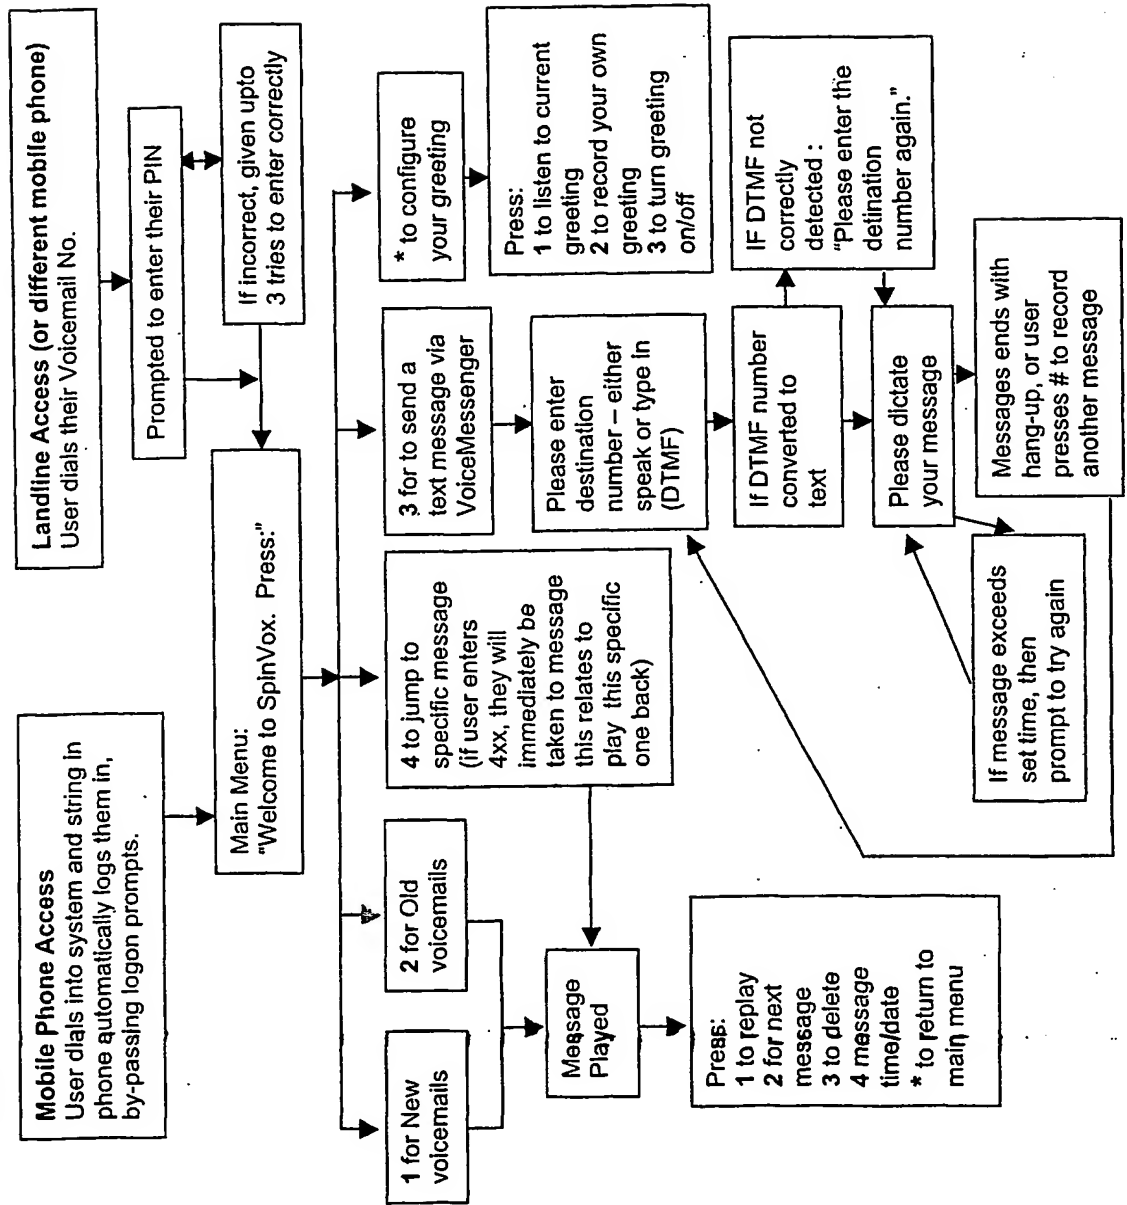 Mobile Phone Access
User dials into system and string in
phone automatically logs them in,
by-passing logon prompts.
Landline Access (or different mobile phone)
User dials their Voicemail No.
Prompted to enter their PIN
If incorrect, given upto
3 tries to enter correctly
Main Menu:
"Welcome to SpinVox. Press:"
1 for New
voicemails
2 for Old
voicemails
4 to jump to
specific message
(if user enters
4xx, they will
immediately be
taken to message
this relates to
play this specific
one back)
3 for to send a
text message via
VoiceMessenger
* to configure
your greeting
Message
Played
Press:
1 to replay
2 for next
message
3 to delete
4 message
time/date
* to return to
main menu
Please enter
destination
number – either
speak or type in
(DTMF)
Press:
1 to listen to current
greeting
2 to record your own
greeting
3 to turn greeting
on/off
If DTMF number
converted to
text
IF DTMF not
correctly
detected :
"Please enter the
detination
number again."
Please dictate
your message
If message exceeds
set time, then
prompt to try again
Messages ends with
hang-up, or user
presses # to record
another message